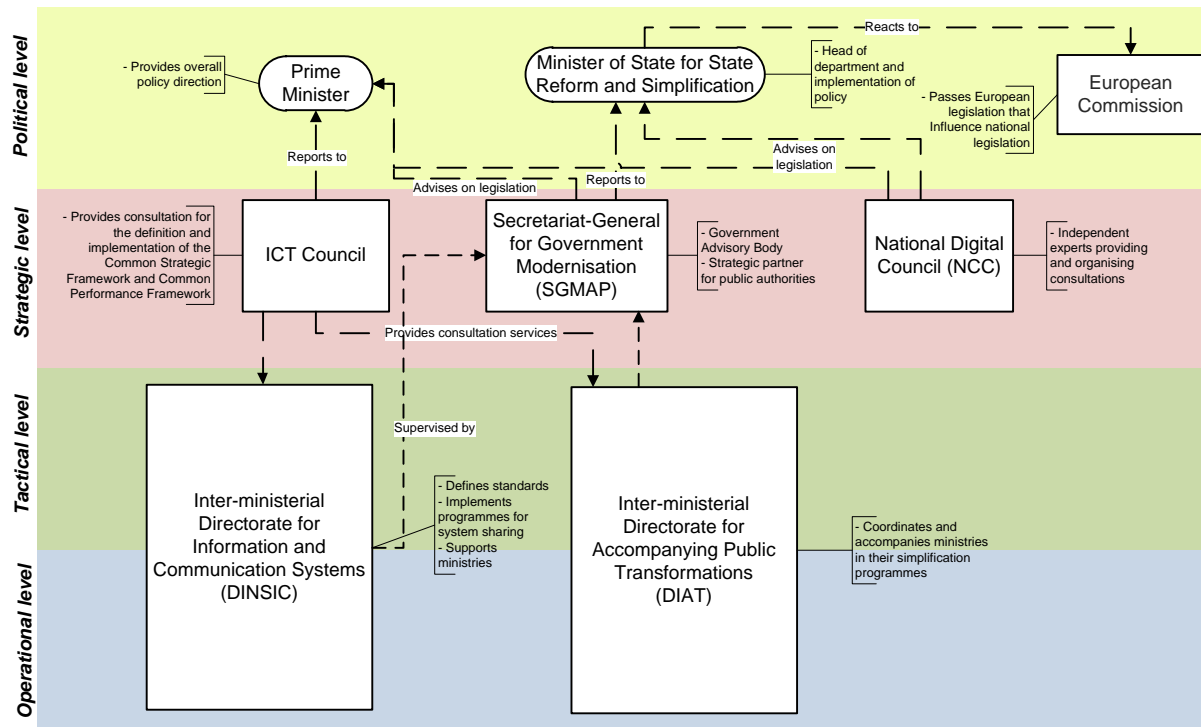 Political level
Reacts to
- Provides overall
policy direction
Prime
Minister
Minister of State for State
Reform and Simplification
- Head of
department and
implementation of
policy
European
Commission
- Passes European
legislation that
Influence national
legislation
Reports to
Advises on legislation
Reports to
Advises on
legislation
Strategic level
- Provides consultation for
the definition and
implementation of the
Common Strategic
Framework and Common
Performance Framework
ICT Council
Secretariat-General
for Government
Modernisation
(SGMAP)
- Government
Advisory Body
- Strategic partner
for public authorities
National Digital
Council (NCC)
- Independent
experts providing
and organising
consultations
Provides consultation services
Tactical level
Supervised by
Inter-ministerial
Directorate for
Information and
Communication Systems
(DINSIC)
- Defines standards
- Implements
programmes for
system sharing
- Supports
ministries
Inter-ministerial
Directorate for
Accompanying Public
Transformations
(DIAT)
- Coordinates and
accompanies ministries
in their simplification
programmes
Operational level